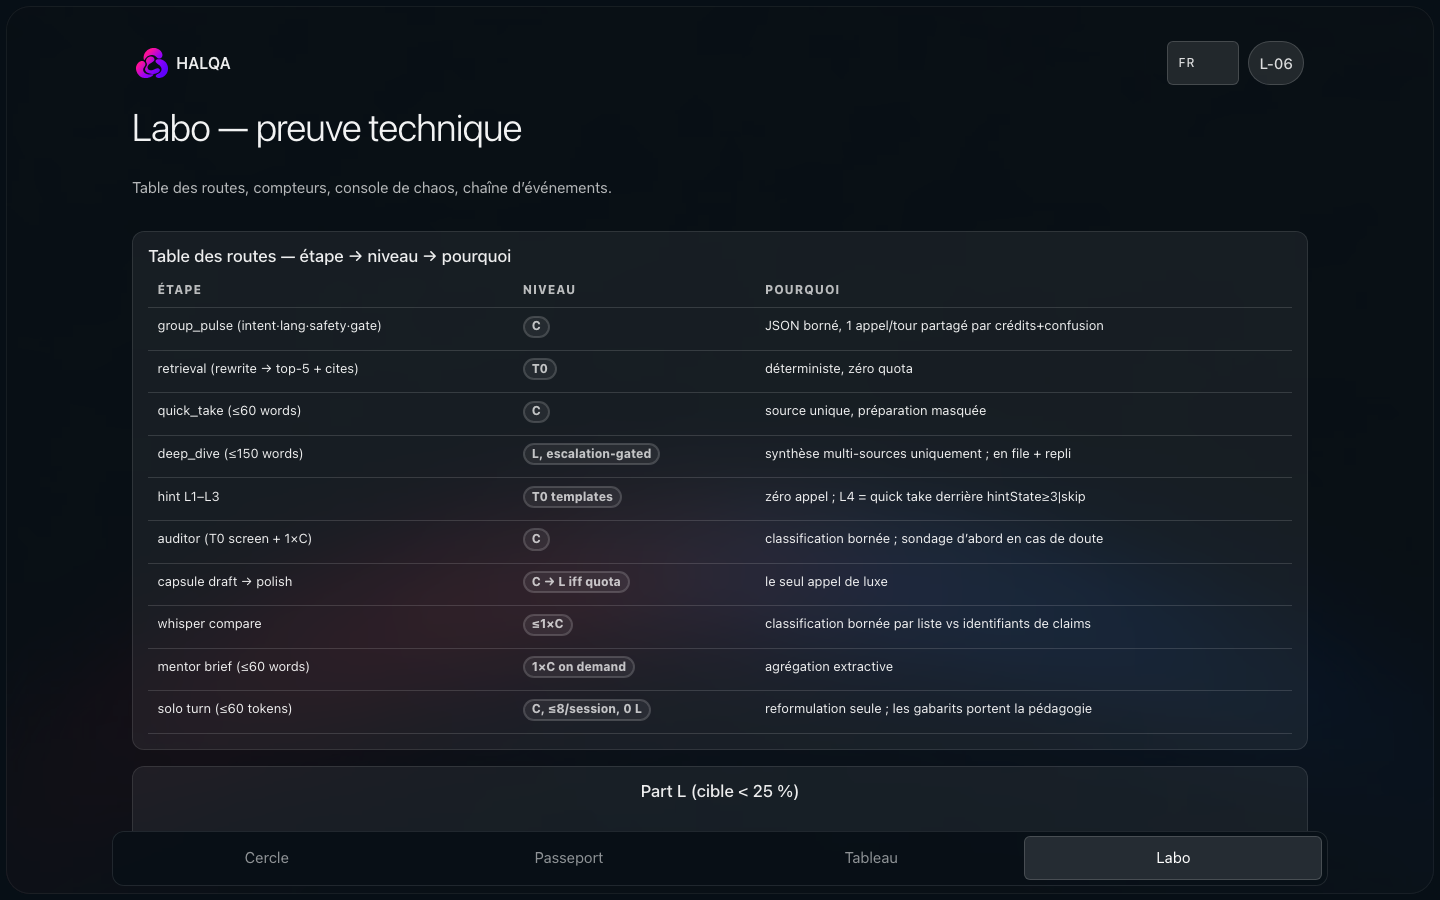 HALQA
FR
L-06
Labo — preuve technique
Table des routes, compteurs, console de chaos, chaîne d’événements.
Table des routes — étape → niveau → pourquoi
ÉTAPE NIVEAU POURQUOI
group_pulse (intent·lang·safety·gate) C JSON borné, 1 appel/tour partagé par crédits+confusion
retrieval (rewrite → top-5 + cites) T0 déterministe, zéro quota
quick_take (≤60 words) C source unique, préparation masquée
deep_dive (≤150 words) L, escalation-gated synthèse multi-sources uniquement ; en file + repli
hint L1–L3 T0 templates zéro appel ; L4 = quick take derrière hintState≥3|skip
auditor (T0 screen + 1×C) C classification bornée ; sondage d’abord en cas de doute
capsule draft → polish C → L iff quota le seul appel de luxe
whisper compare ≤1×C classification bornée par liste vs identifiants de claims
mentor brief (≤60 words) 1×C on demand agrégation extractive
solo turn (≤60 tokens) C, ≤8/session, 0 L reformulation seule ; les gabarits portent la pédagogie
Part L (cible < 25 %)
Cercle Passeport Tableau Labo